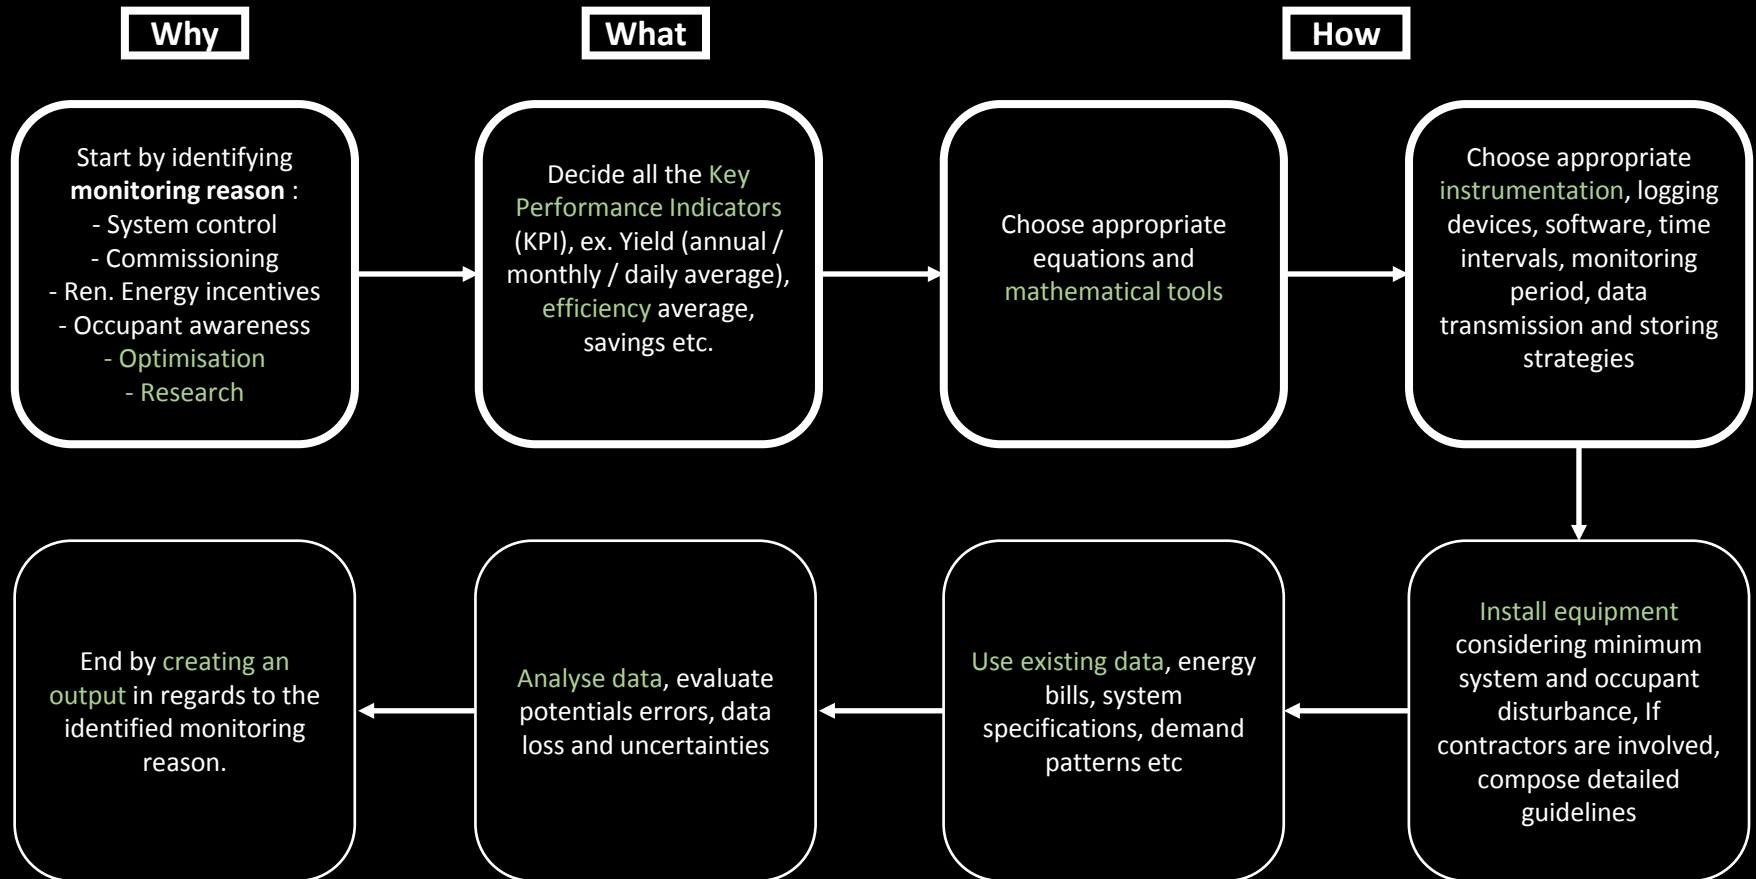 Why
What
How
Start by identifying
monitoring reason :
- System control
- Commissioning
- Ren. Energy incentives
- Occupant awareness
- Optimisation
- Research
Decide all the Key
Performance Indicators
(KPI), ex. Yield (annual /
monthly / daily average),
efficiency average,
savings etc.
Choose appropriate
equations and
mathematical tools
Choose appropriate
instrumentation, logging
devices, software, time
intervals, monitoring
period, data
transmission and storing
strategies
Install equipment
considering minimum
system and occupant
disturbance, If
contractors are involved,
compose detailed
guidelines
Use existing data, energy
bills, system
specifications, demand
patterns etc
Analyse data, evaluate
potentials errors, data
loss and uncertainties
End by creating an
output in regards to the
identified monitoring
reason.